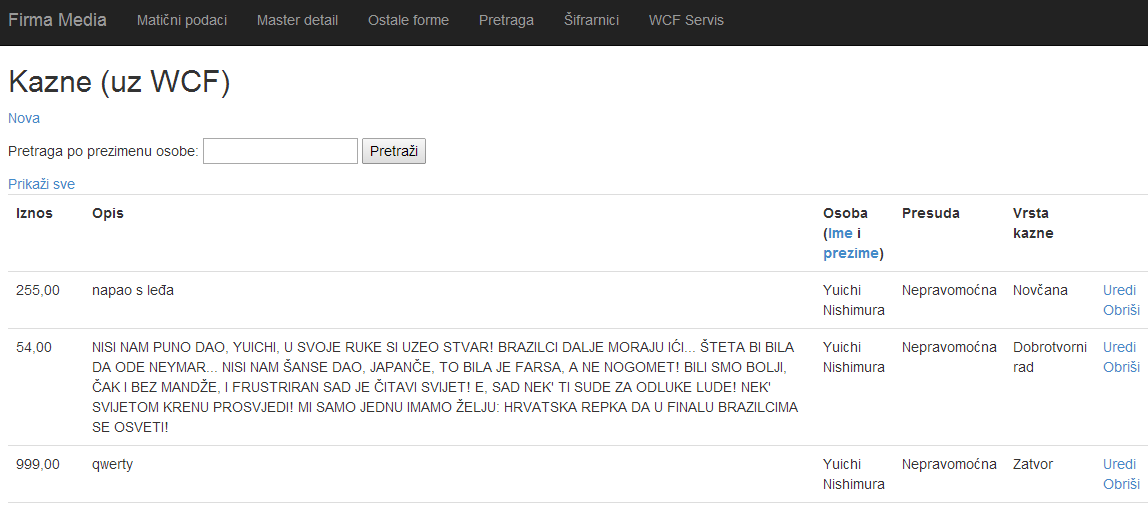 Firma Media Matični podaci Master detail Ostale forme Pretraga Šifrarnici WCF Servis
Kazne (uz WCF)
Nova
Pretraga po prezimenu osobe: Pretraži
Prikaži sve
Iznos Opis Osoba (Ime i prezime) Presuda Vrsta kazne
255,00 napao s leđa Yuichi Nishimura Nepravomoćna Novčana Uredi Obriši
54,00 NISI NAM PUNO DAO, YUICHI, U SVOJE RUKE SI UZEO STVAR! BRAZILCI DALJE MORAJU IĆI... ŠTETA BI BILA
DA ODE NEYMAR... NISI NAM ŠANSE DAO, JAPANČE, TO BILA JE FARSA, A NE NOGOMET! BILI SMO BOLJI,
ČAK I BEZ MANDŽE, I FRUSTRIRAN SAD JE ČITAVI SVIJET! E, SAD NEK' TI SUDE ZA ODLUKE LUDE! NEK'
SVIJETOM KRENU PROSVJEDI! MI SAMO JEDNU IMAMO ŽELJU: HRVATSKA REPKA DA U FINALU BRAZILCIMA
SE OSVETI!
Yuichi Nishimura Nepravomoćna Dobrotvorni rad Uredi Obriši
999,00 qwerty Yuichi Nishimura Nepravomoćna Zatvor Uredi Obriši